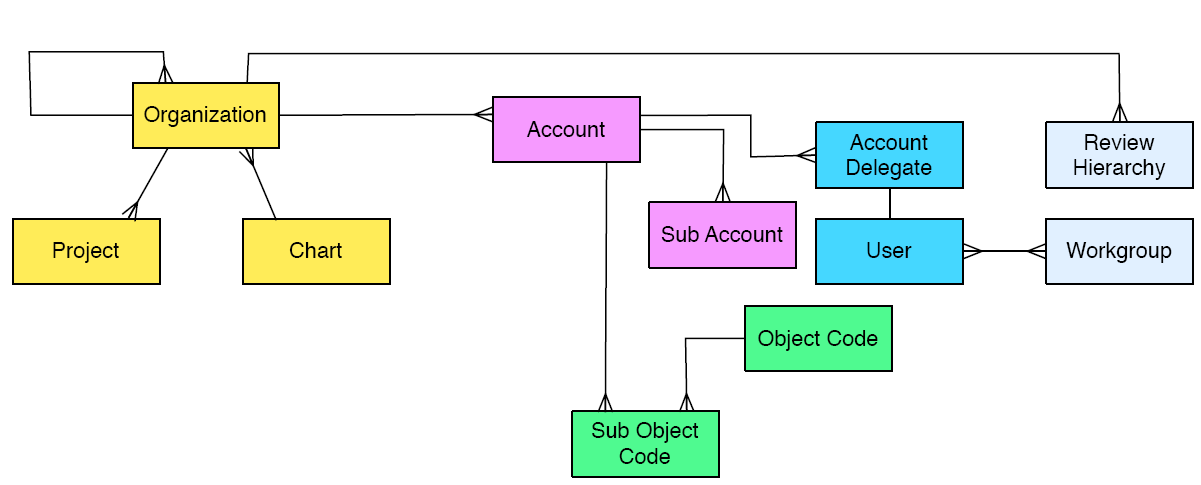 Organization
Account
Account
Delegate
Review
Hierarchy
Project
Chart
Sub Account
User
Workgroup
Object Code
Sub Object
Code